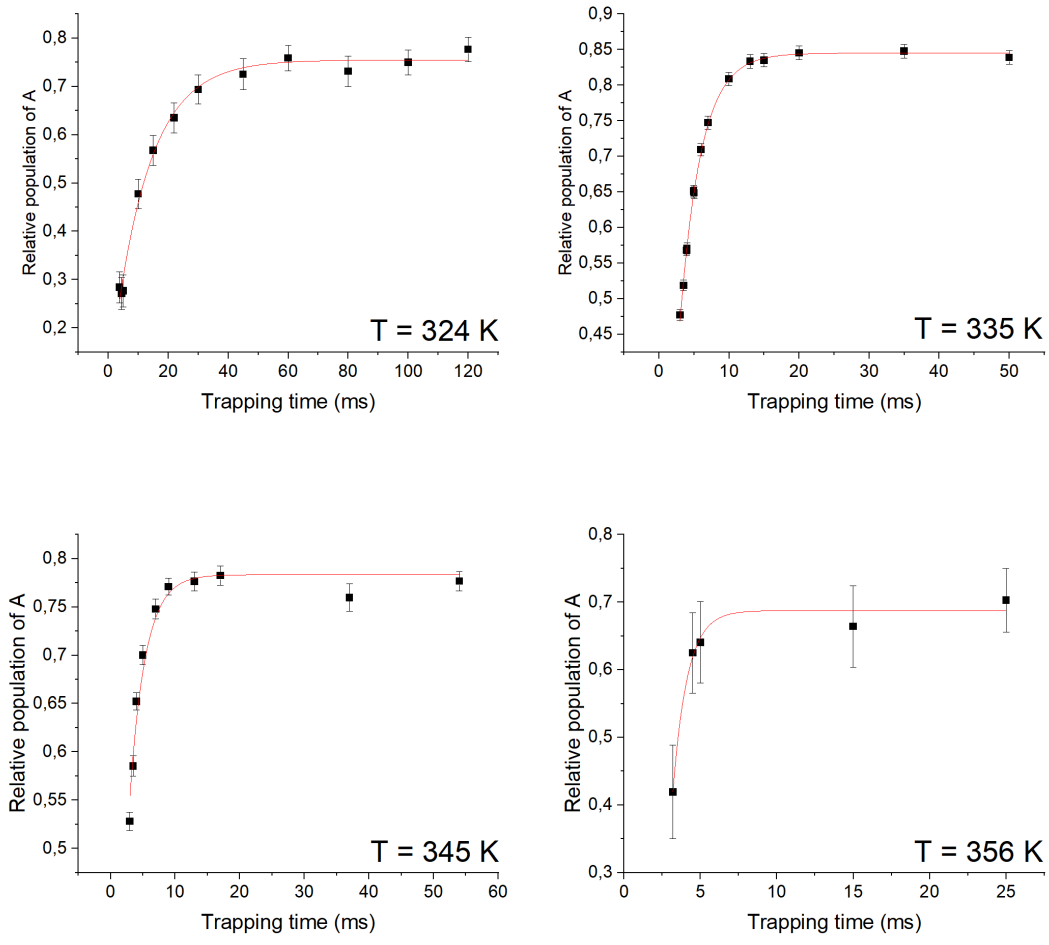 0,8
0,7
0,6
0,5
0,4
0,3
0,2
Relative population of A
T = 324 K
0 20 40 60 80 100 120
Trapping time (ms)
0,9
0,85
0,8
0,75
0,7
0,65
0,6
0,55
0,5
0,45
Relative population of A
T = 335 K
0 10 20 30 40 50
Trapping time (ms)
0,8
0,75
0,7
0,65
0,6
0,55
0,5
Relative population of A
T = 345 K
0 10 20 30 40 50 60
Trapping time (ms)
0,8
0,7
0,6
0,5
0,4
0,3
Relative population of A
T = 356 K
0 5 10 15 20 25
Trapping time (ms)